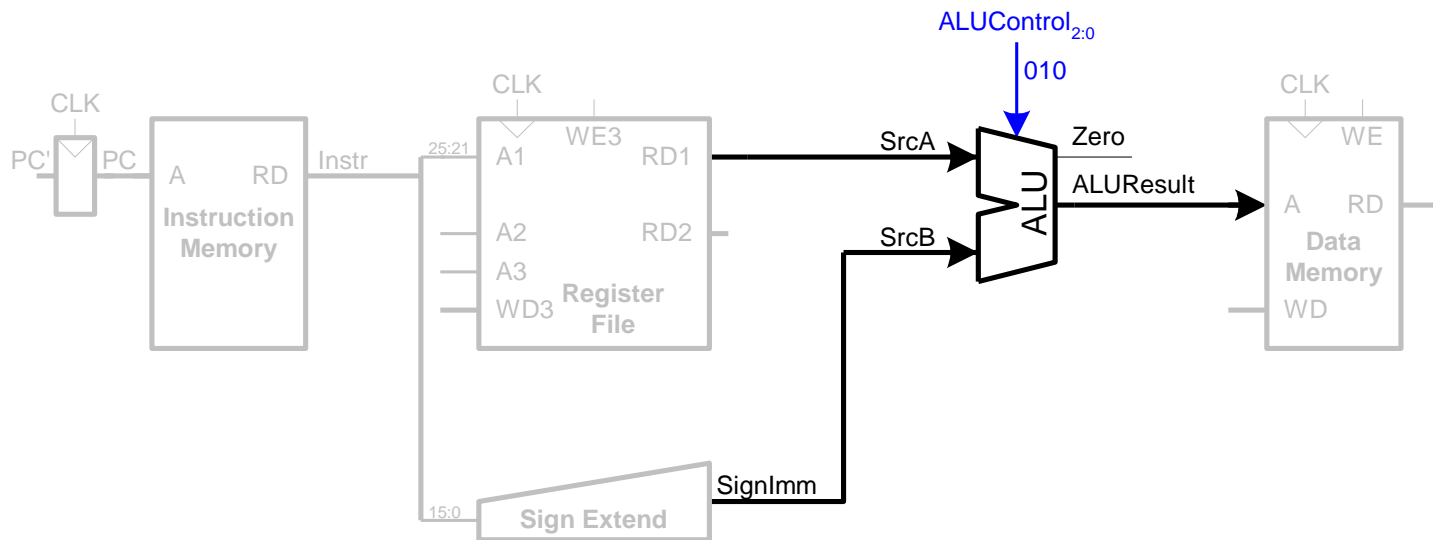 ALUControl2:0
010
CLK
CLK
CLK
PC'
PC
A
RD
Instr
Instruction
Memory
25:21
A1
WE3
RD1
A2
RD2
A3
WD3
Register
File
SrcA
SrcB
ALU
Zero
ALUResult
WE
A
RD
Data
Memory
WD
SignImm
15:0
Sign Extend